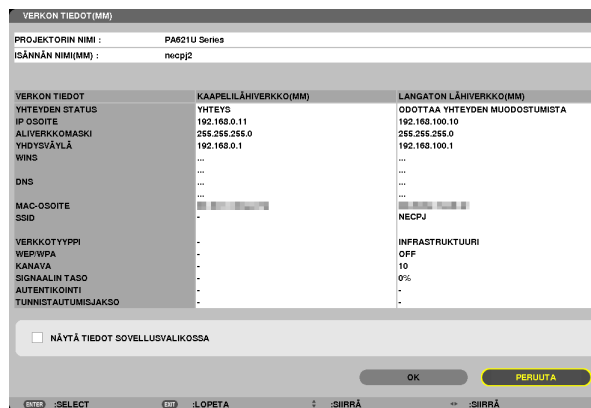 VERKON TIEDOT(MM)
PROJEKTORIN NIMI : PA621U Series
ISÄNNÄN NIMI(MM) : necpj2
VERKON TIEDOT KAAPELILÄHIVERKKO(MM) LANGATON LÄHIVERKKO(MM)
YHTEYDEN STATUS YHTEYS ODOTTAA YHTEYDEN MUODOSTUMISTA
IP OSOITE 192.168.0.11 192.168.100.10
ALIVERKKOMASKI 255.255.255.0 255.255.255.0
YHDYSVÄYLÄ 192.168.0.1 192.168.100.1
WINS ... ...
... ...
DNS ... ...
... ...
MAC-OSOITE
SSID - NECPJ
VERKKOTYYPPI - INFRASTRUKTUURI
WEP/WPA - OFF
KANAVA - 10
SIGNAALIN TASO - 0%
AUTENTIKOINTI - -
TUNNISTAUTUMISJAKSO - -
NÄYTÄ TIEDOT SOVELLUSVALIKOSSA
OK PERUUTA
ENTER :SELECT EXIT :LOPETA :SIIRRÄ :SIIRRÄ